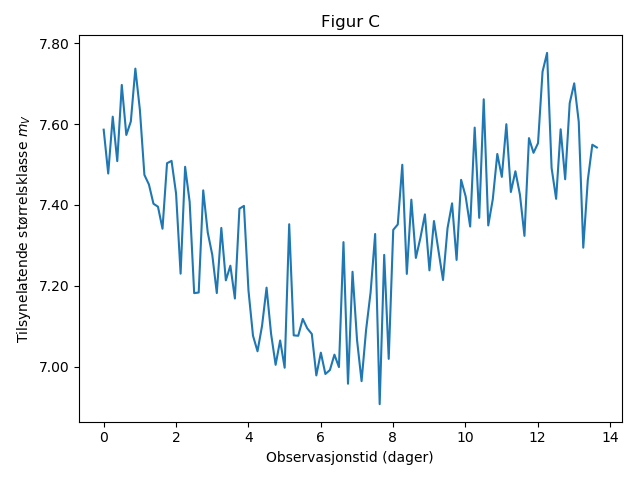 Figur C
Tilsynelatende størrelsklasse m_V
7.80
7.60
7.40
7.20
7.00
0 2 4 6 8 10 12 14
Observasjonstid (dager)